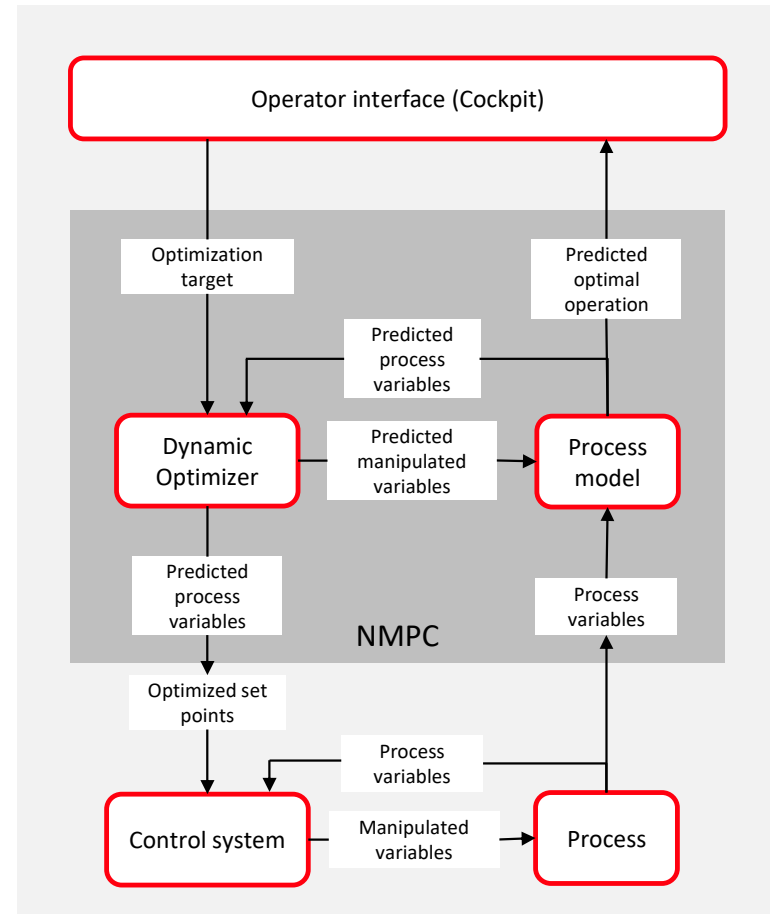 Operator interface (Cockpit)
Optimization
target
Predicted
optimal
operation
Predicted
process
variables
Dynamic
Optimizer
Predicted
manipulated
variables
Process
model
Predicted
process
variables
Process
variables
NMPC
Optimized set
points
Process
variables
Control system
Manipulated
variables
Process